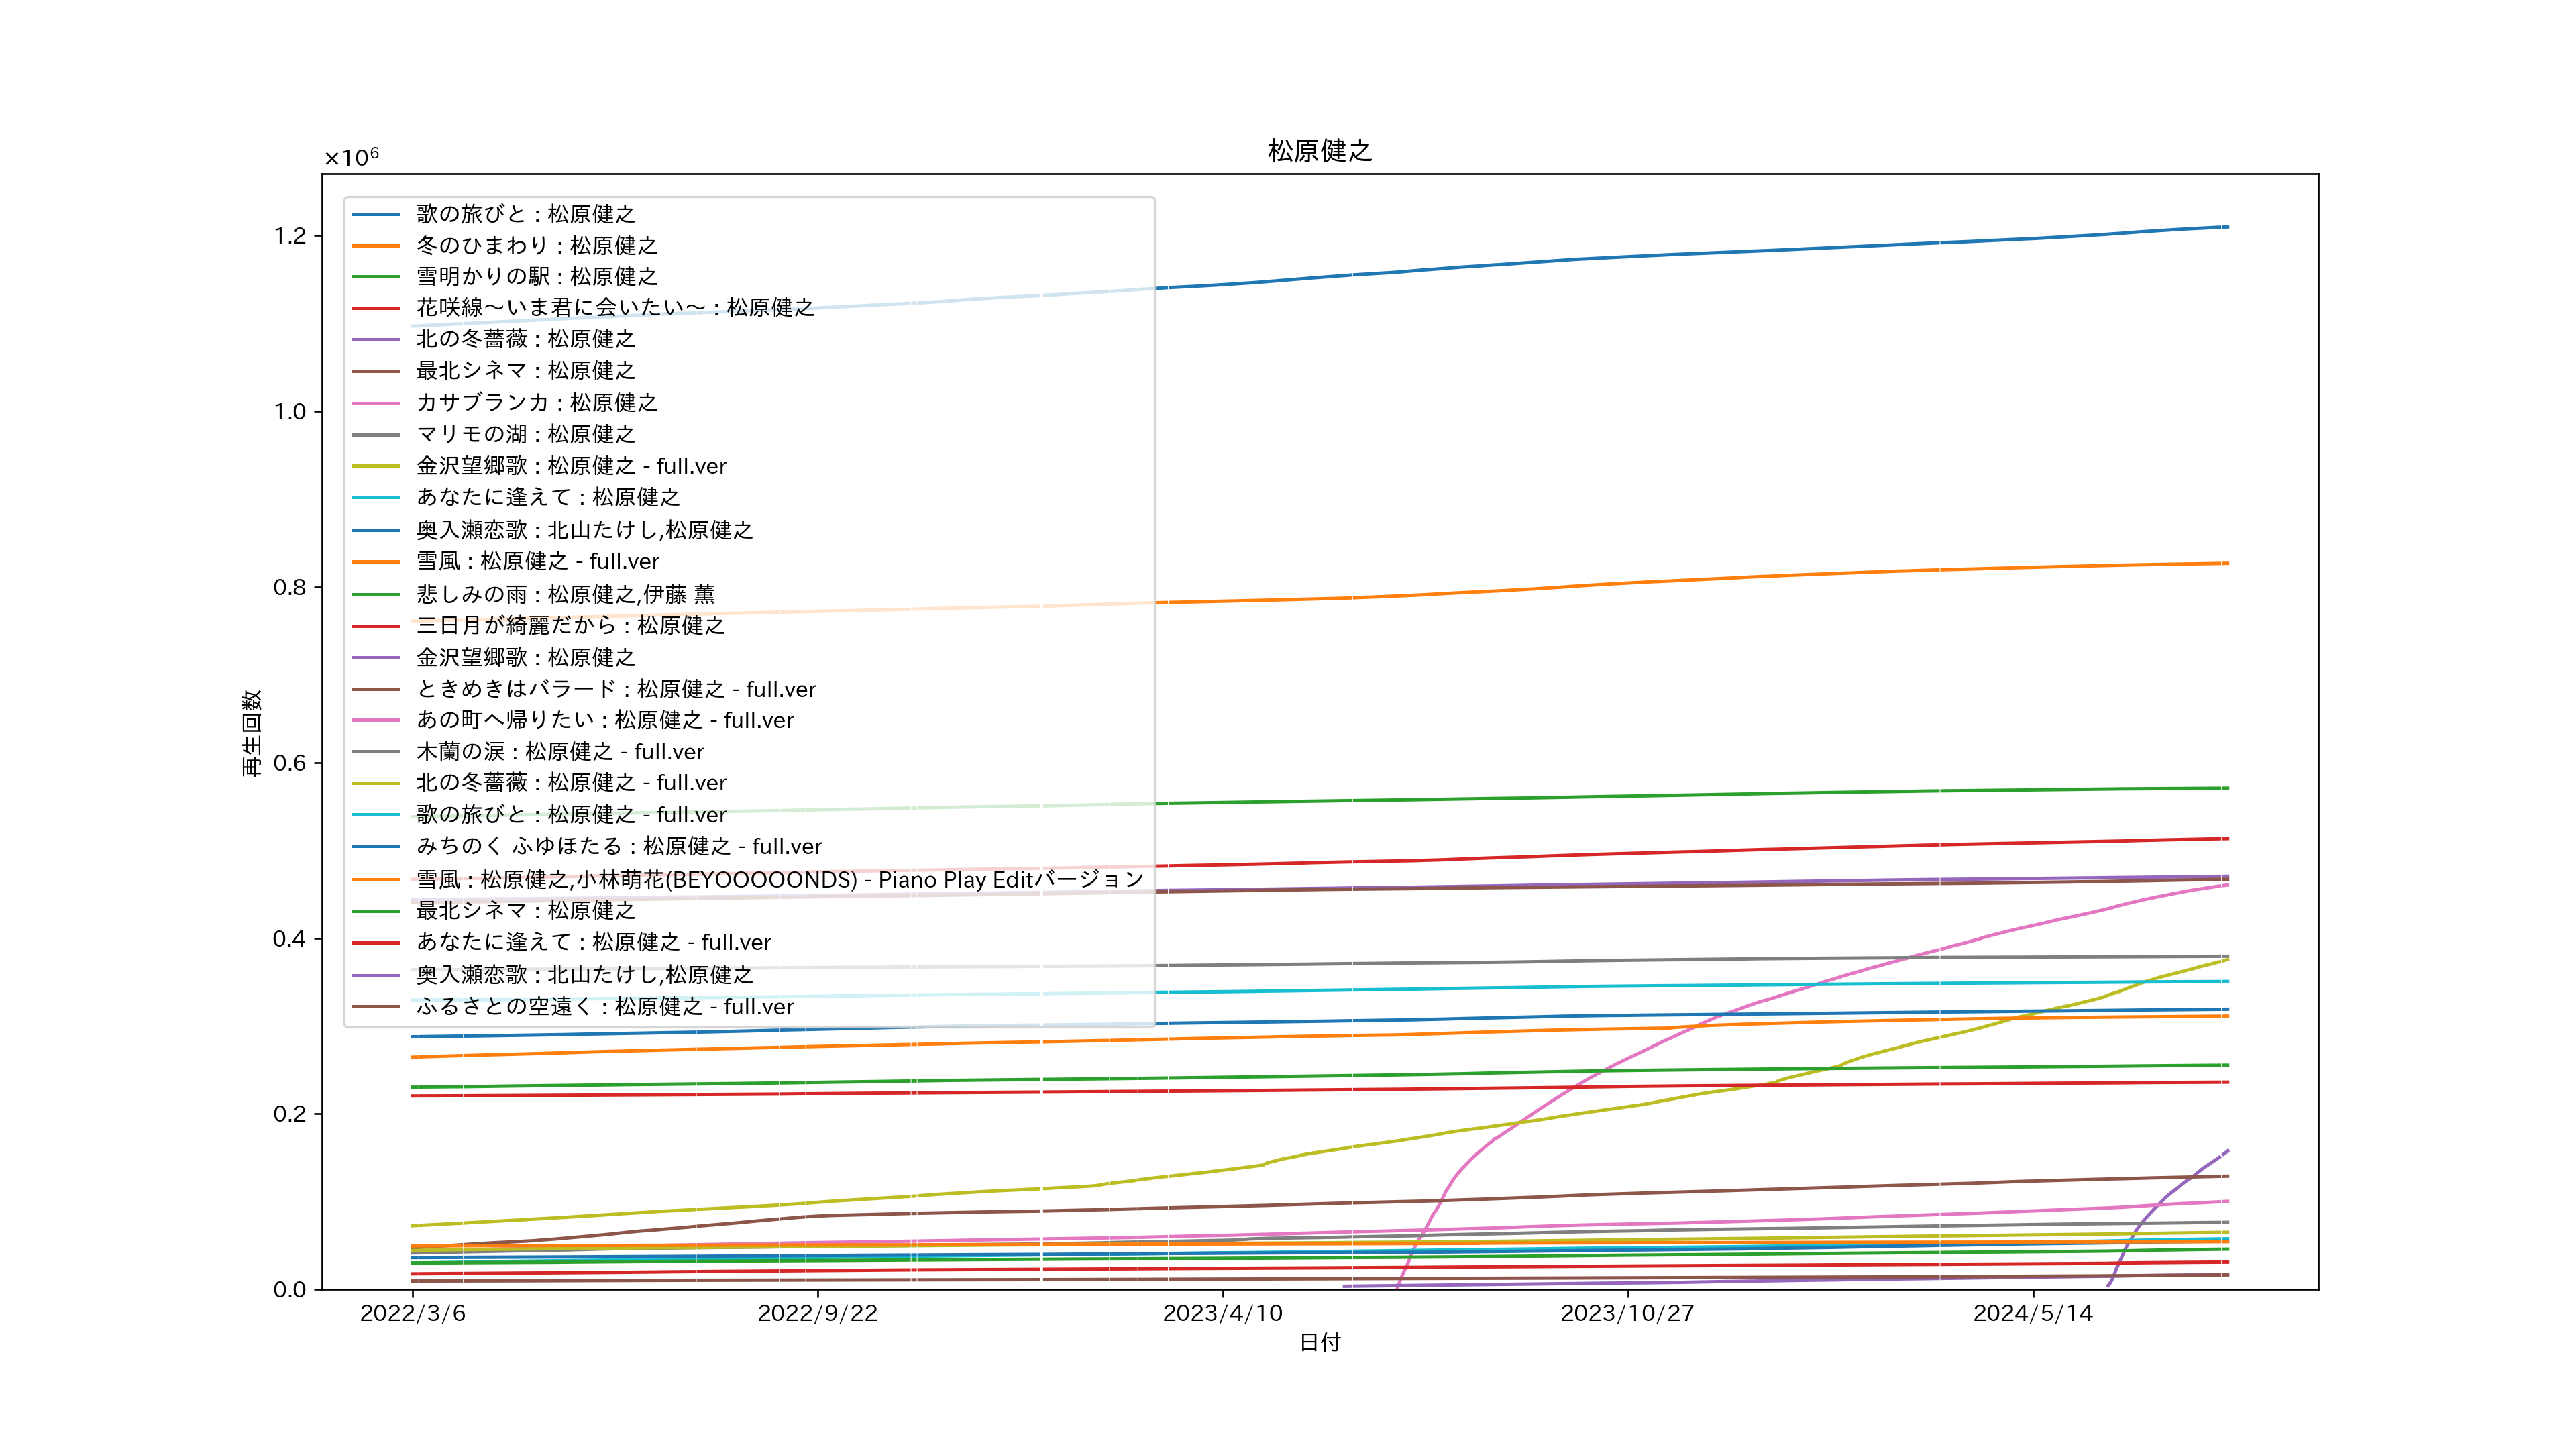 松原健之
×10⁶
1.2
1.0
0.8
0.6
0.4
0.2
0.0
再生回数
歌の旅びと : 松原健之
冬のひまわり : 松原健之
雪明かりの駅 : 松原健之
花咲線～いま君に会いたい～ : 松原健之
北の冬薔薇 : 松原健之
最北シネマ : 松原健之
カサブランカ : 松原健之
マリモの湖 : 松原健之
金沢望郷歌 : 松原健之 - full.ver
あなたに逢えて : 松原健之
奥入瀬恋歌 : 北山たけし,松原健之
雪風 : 松原健之 - full.ver
悲しみの雨 : 松原健之,伊藤 薫
三日月が綺麗だから : 松原健之
金沢望郷歌 : 松原健之
ときめきはバラード : 松原健之 - full.ver
あの町へ帰りたい : 松原健之 - full.ver
木蘭の涙 : 松原健之 - full.ver
北の冬薔薇 : 松原健之 - full.ver
歌の旅びと : 松原健之 - full.ver
みちのく ふゆほたる : 松原健之 - full.ver
雪風 : 松原健之,小林萌花(BEYOOOOONDS) - Piano Play Editバージョン
最北シネマ : 松原健之
あなたに逢えて : 松原健之 - full.ver
奥入瀬恋歌 : 北山たけし,松原健之
ふるさとの空遠く : 松原健之 - full.ver
2022/3/6
2022/9/22
2023/4/10
2023/10/27
2024/5/14
日付